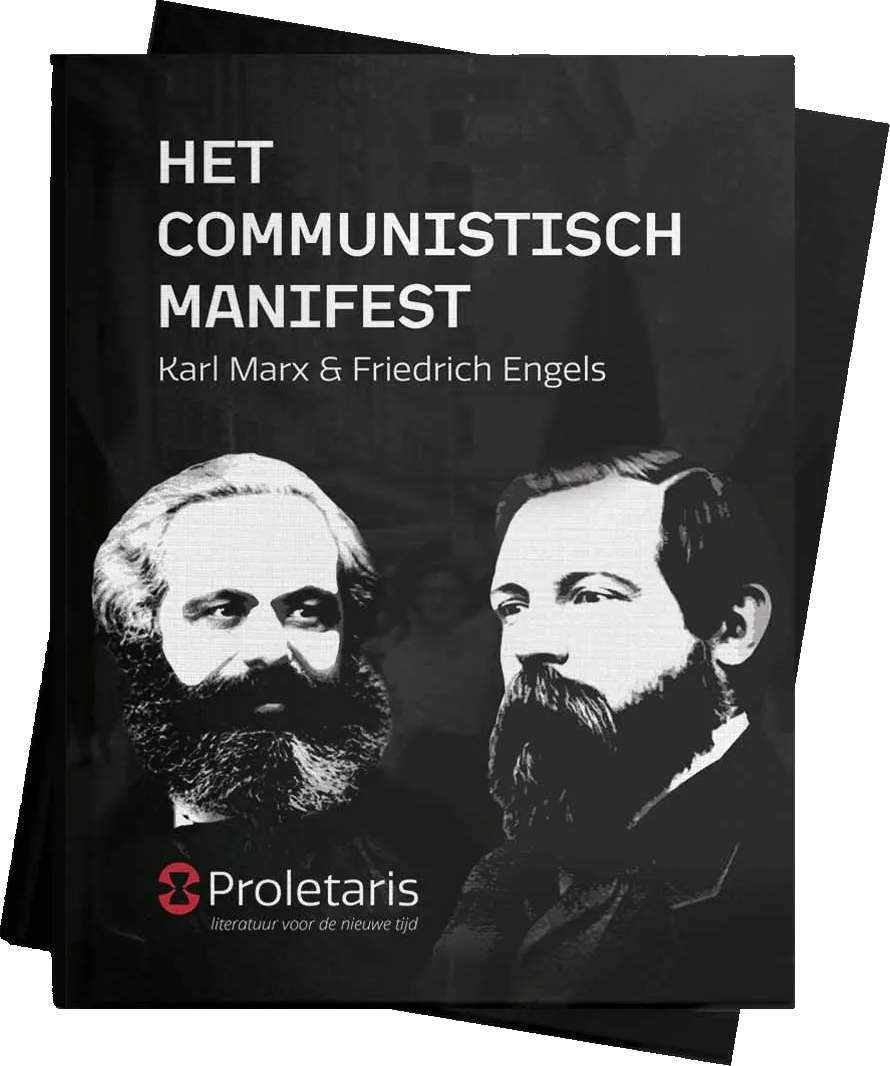 HET
COMMUNISTISCH
MANIFEST
Karl Marx & Friedrich Engels
Proletaris
literatuur voor de nieuwe tijd